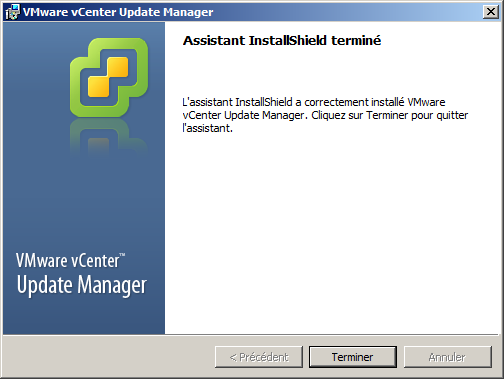 VMware vCenter Update Manager
Assistant InstallShield terminé
L'assistant InstallShield a correctement installé VMware
vCenter Update Manager. Cliquez sur Terminer pour quitter
l'assistant.
VMware vCenter™
Update Manager
< Précédent
Terminer
Annuler